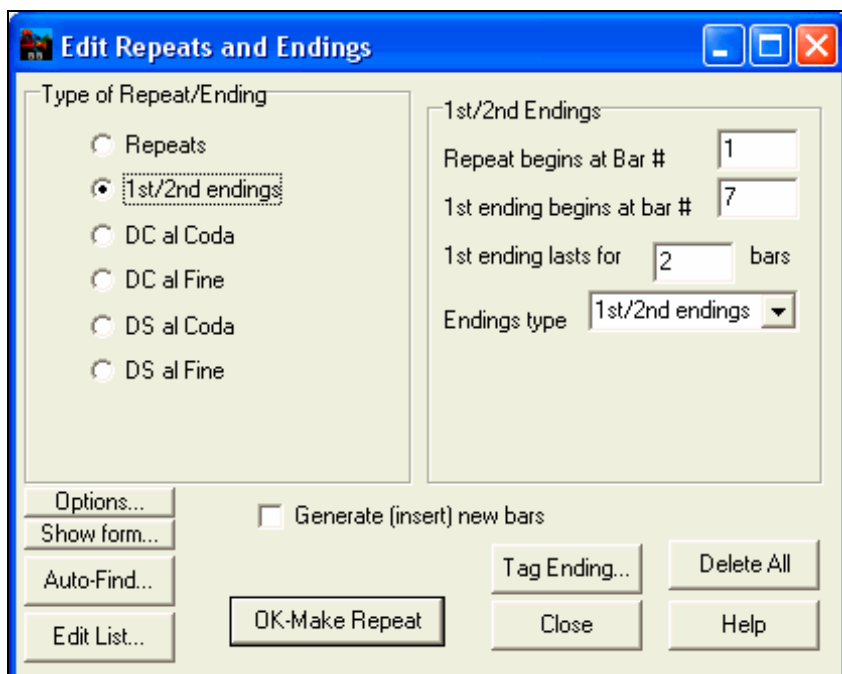 Edit Repeats and Endings
Type of Repeat/Ending
Repeats
1st/2nd endings
DC al Coda
DC al Fine
DS al Coda
DS al Fine
1st/2nd Endings
Repeat begins at Bar # 1
1st ending begins at bar # 7
1st ending lasts for 2 bars
Endings type 1st/2nd endings
Options...
Show form...
Auto-Find...
Edit List...
Generate (insert) new bars
OK-Make Repeat
Tag Ending...
Delete All
Close
Help